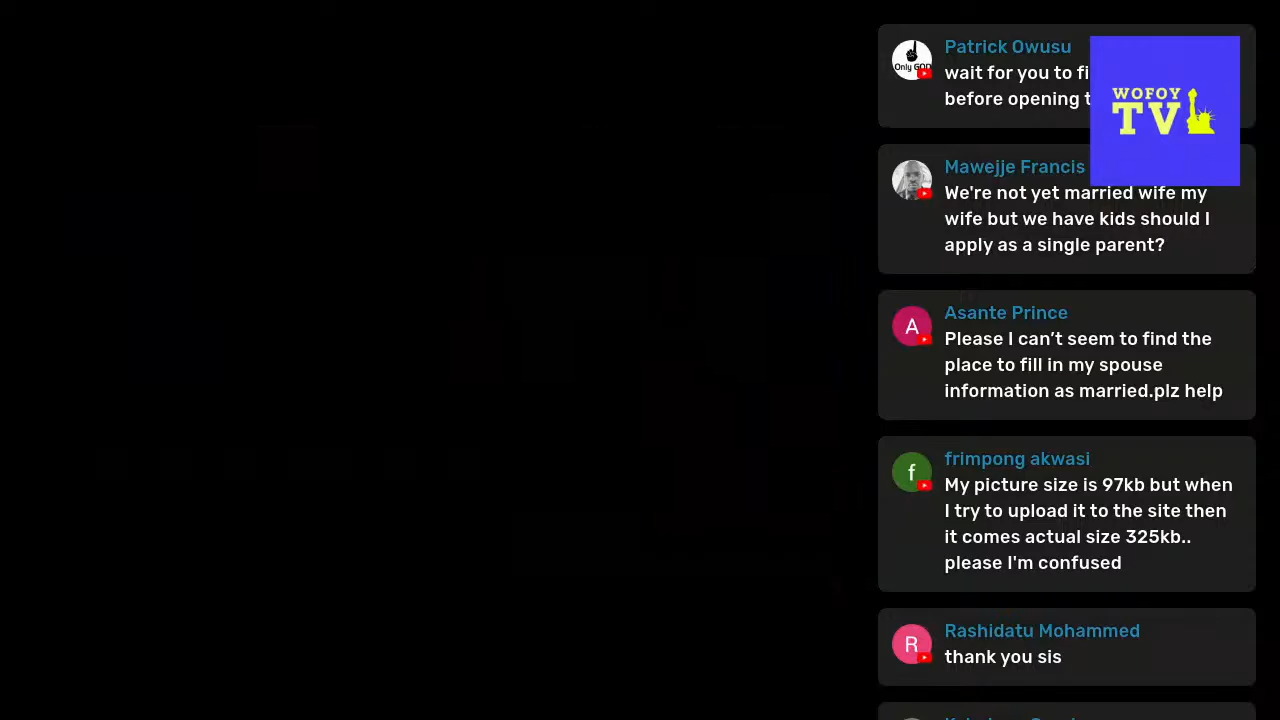 Patrick Owusu
wait for you to
before opening
WOFOY
TV
Only GOD
Mawejje Francis
We're not yet married wife my
wife but we have kids should I
apply as a single parent?
A
Asante Prince
Please I can’t seem to find the
place to fill in my spouse
information as married.plz help
f
frimpong akwasi
My picture size is 97kb but when
I try to upload it to the site then
it comes actual size 325kb..
please I'm confused
R
Rashidatu Mohammed
thank you sis